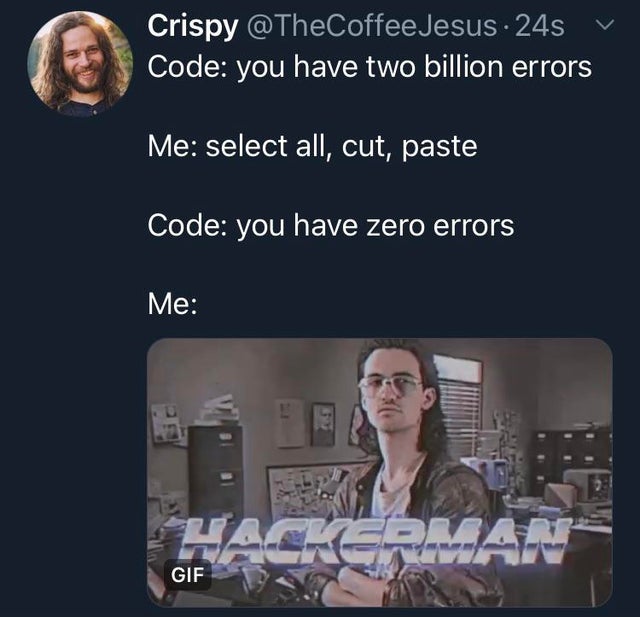 Crispy @TheCoffeeJesus · 24s
Code: you have two billion errors
Me: select all, cut, paste
Code: you have zero errors
Me:
HACKERMAN
GIF